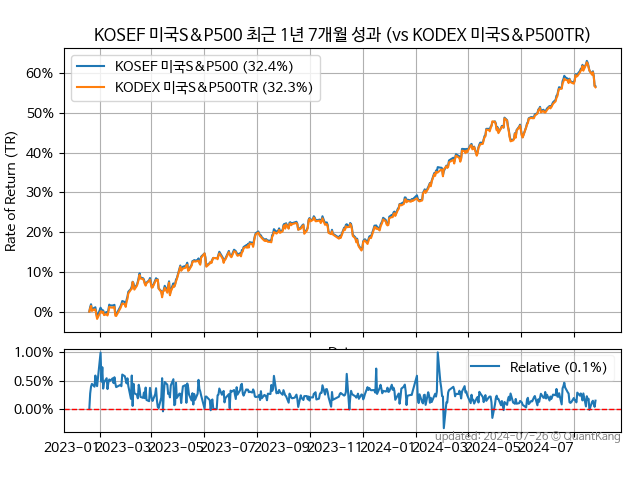 KOSEF 미국S&P500 최근 1년 7개월 성과 (vs KODEX 미국S&P500TR)
KOSEF 미국S&P500 (32.4%)
KODEX 미국S&P500TR (32.3%)
Rate of Return (TR)
60%
50%
40%
30%
20%
10%
0%
1.00%
0.50%
0.00%
Relative (0.1%)
2023-01 2023-03 2023-05 2023-07 2023-09 2023-11 2024-01 2024-03 2024-05 2024-07
updated: 2024-07-26 © QuantKang